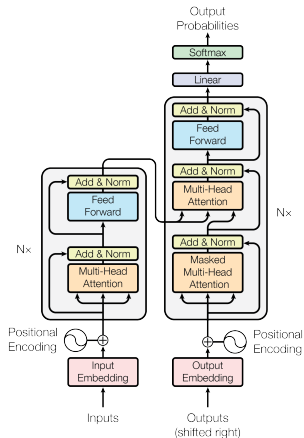 Output
Probabilities
Softmax
Linear
Add & Norm
Feed
Forward
Add & Norm
Multi-Head
Attention
Add & Norm
Masked
Multi-Head
Attention
Nx
Add & Norm
Feed
Forward
Add & Norm
Multi-Head
Attention
Nx
Positional
Encoding
Positional
Encoding
Input
Embedding
Output
Embedding
Inputs
Outputs
(shifted right)